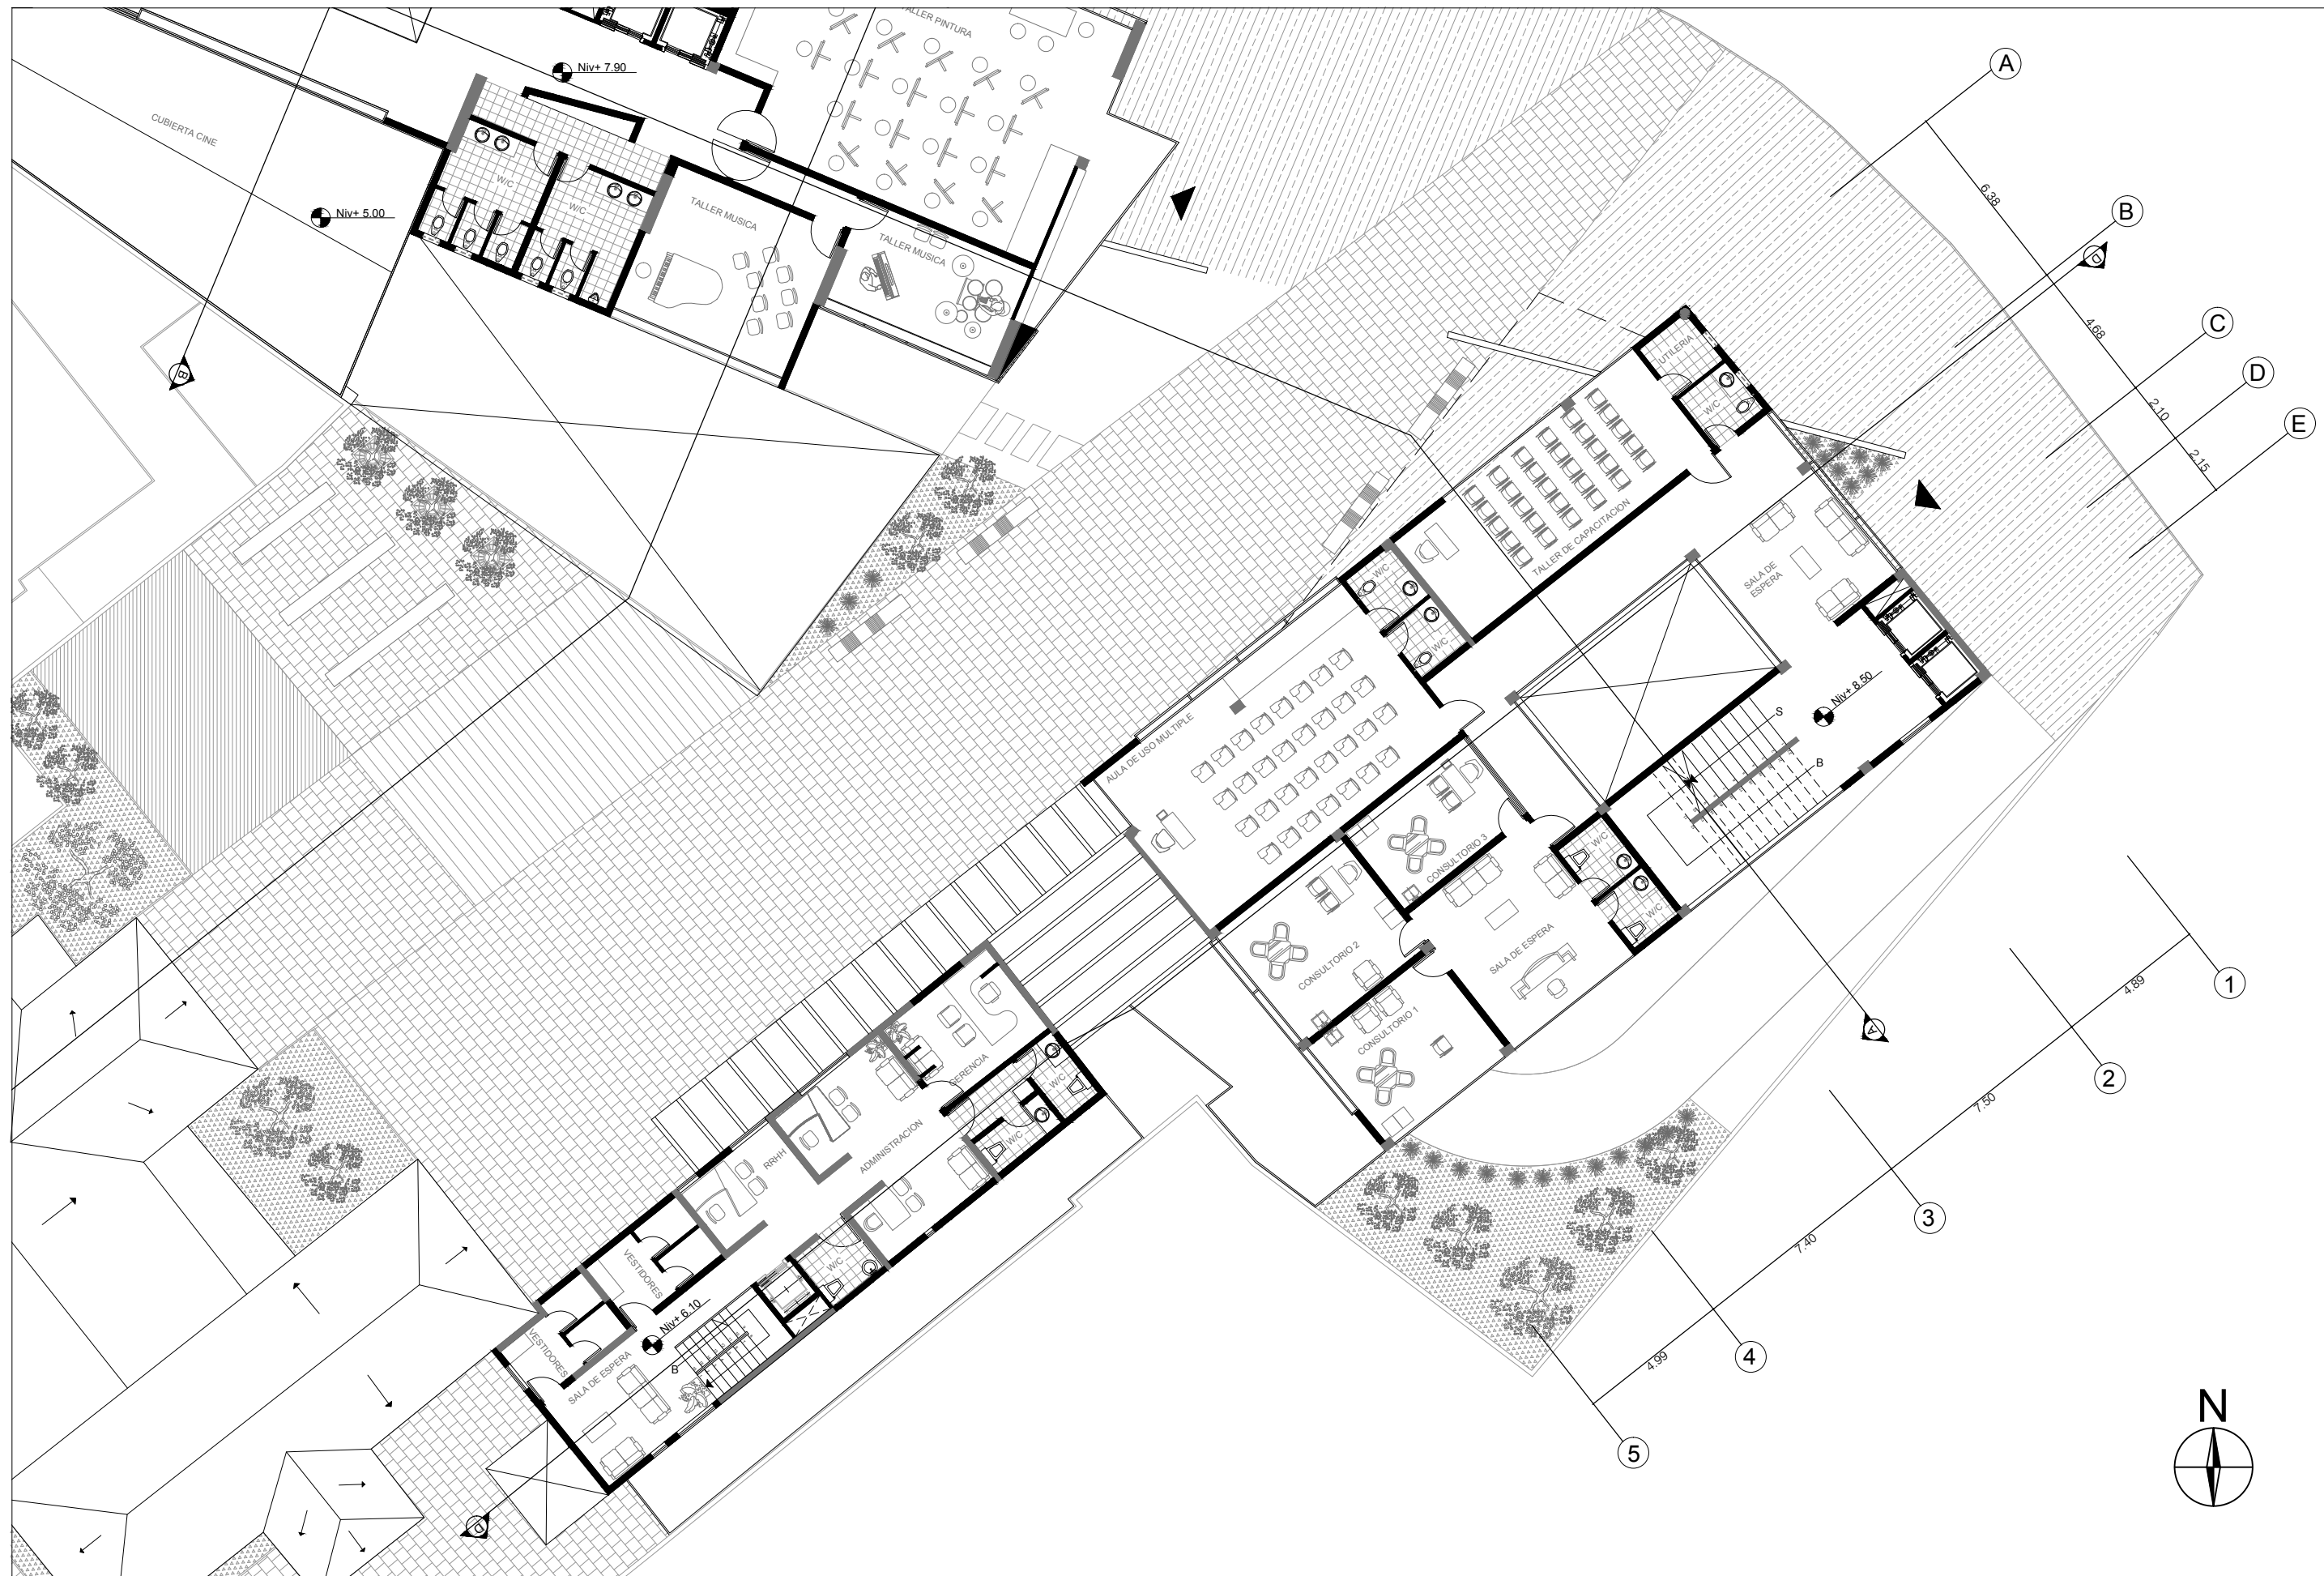 TALLER PINTURA
Niv+ 7.90
A
CUBIERTA CINE
W/C
W/C
Niv+ 5.00
TALLER MUSICA
TALLER MUSICA
6.38
B
D
4.68
C
D
2.10
E
2.15
B
UTILERIA
W/C
TALLER DE CAPACITACION
W/C
W/C
SALA DE
ESPERA
Niv+ 8.50
S
B
AULA DE USO MULTIPLE
CONSULTORIO 3
W/C
W/C
CONSULTORIO 2
SALA DE ESPERA
CONSULTORIO 1
A
1
4.89
2
7.50
3
7.40
4
4.99
5
GERENCIA
W/C
W/C
ADMINISTRACION
RRHH
VESTIDORES
W/C
Niv+ 6.10
VESTIDORES
SALA DE ESPERA
B
D
N